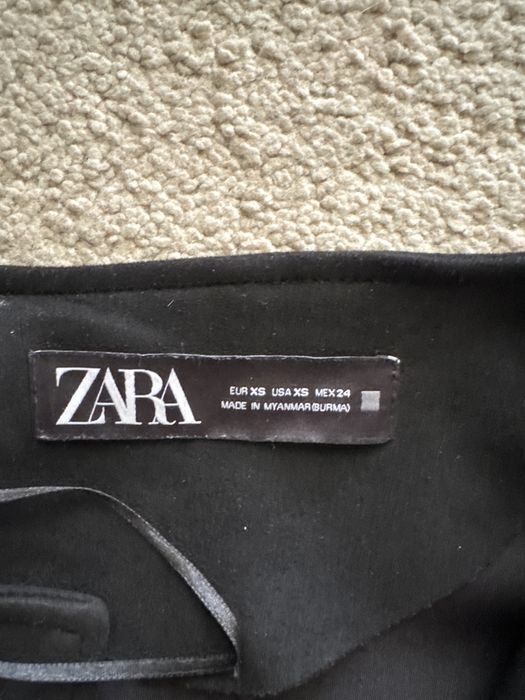 ZARA
EUR XS USA XS MEX 24
MADE IN MYANMAR(BURMA)